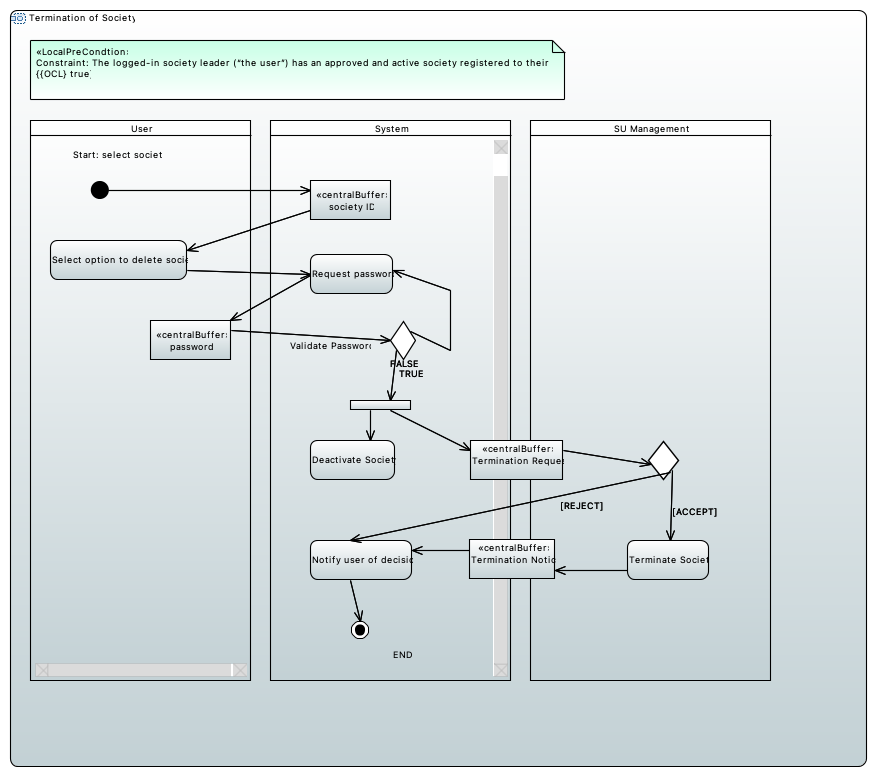 Termination of Society
«LocalPreCondtion:
Constraint: The logged-in society leader (“the user”) has an approved and active society registered to their
{{OCL} true
User
System
SU Management
Start: select societ
«centralBuffer:
society ID
Select option to delete socie
Request password
«centralBuffer:
password
Validate Password
FALSE
TRUE
Deactivate Societ
«centralBuffer:
Termination Reques
[REJECT]
[ACCEPT]
Notify user of decisic
«centralBuffer:
Termination Notic
Terminate Societ
END